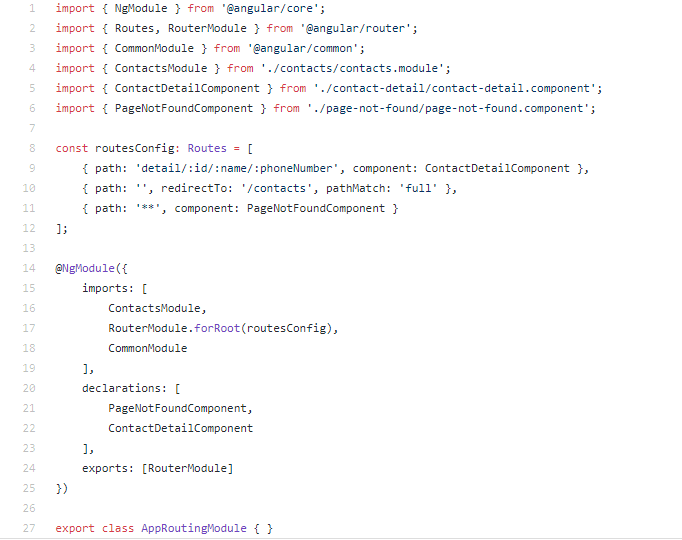 1 import { NgModule } from '@angular/core';
2 import { Routes, RouterModule } from '@angular/router';
3 import { CommonModule } from '@angular/common';
4 import { ContactsModule } from './contacts/contacts.module';
5 import { ContactDetailComponent } from './contact-detail/contact-detail.component';
6 import { PageNotFoundComponent } from './page-not-found/page-not-found.component';
7
8 const routesConfig: Routes = [
9     { path: 'detail/:id/:name/:phoneNumber', component: ContactDetailComponent },
10     { path: '', redirectTo: '/contacts', pathMatch: 'full' },
11     { path: '**', component: PageNotFoundComponent }
12 ];
13
14 @NgModule({
15     imports: [
16         ContactsModule,
17         RouterModule.forRoot(routesConfig),
18         CommonModule
19     ],
20     declarations: [
21         PageNotFoundComponent,
22         ContactDetailComponent
23     ],
24     exports: [RouterModule]
25 })
26
27 export class AppRoutingModule { }